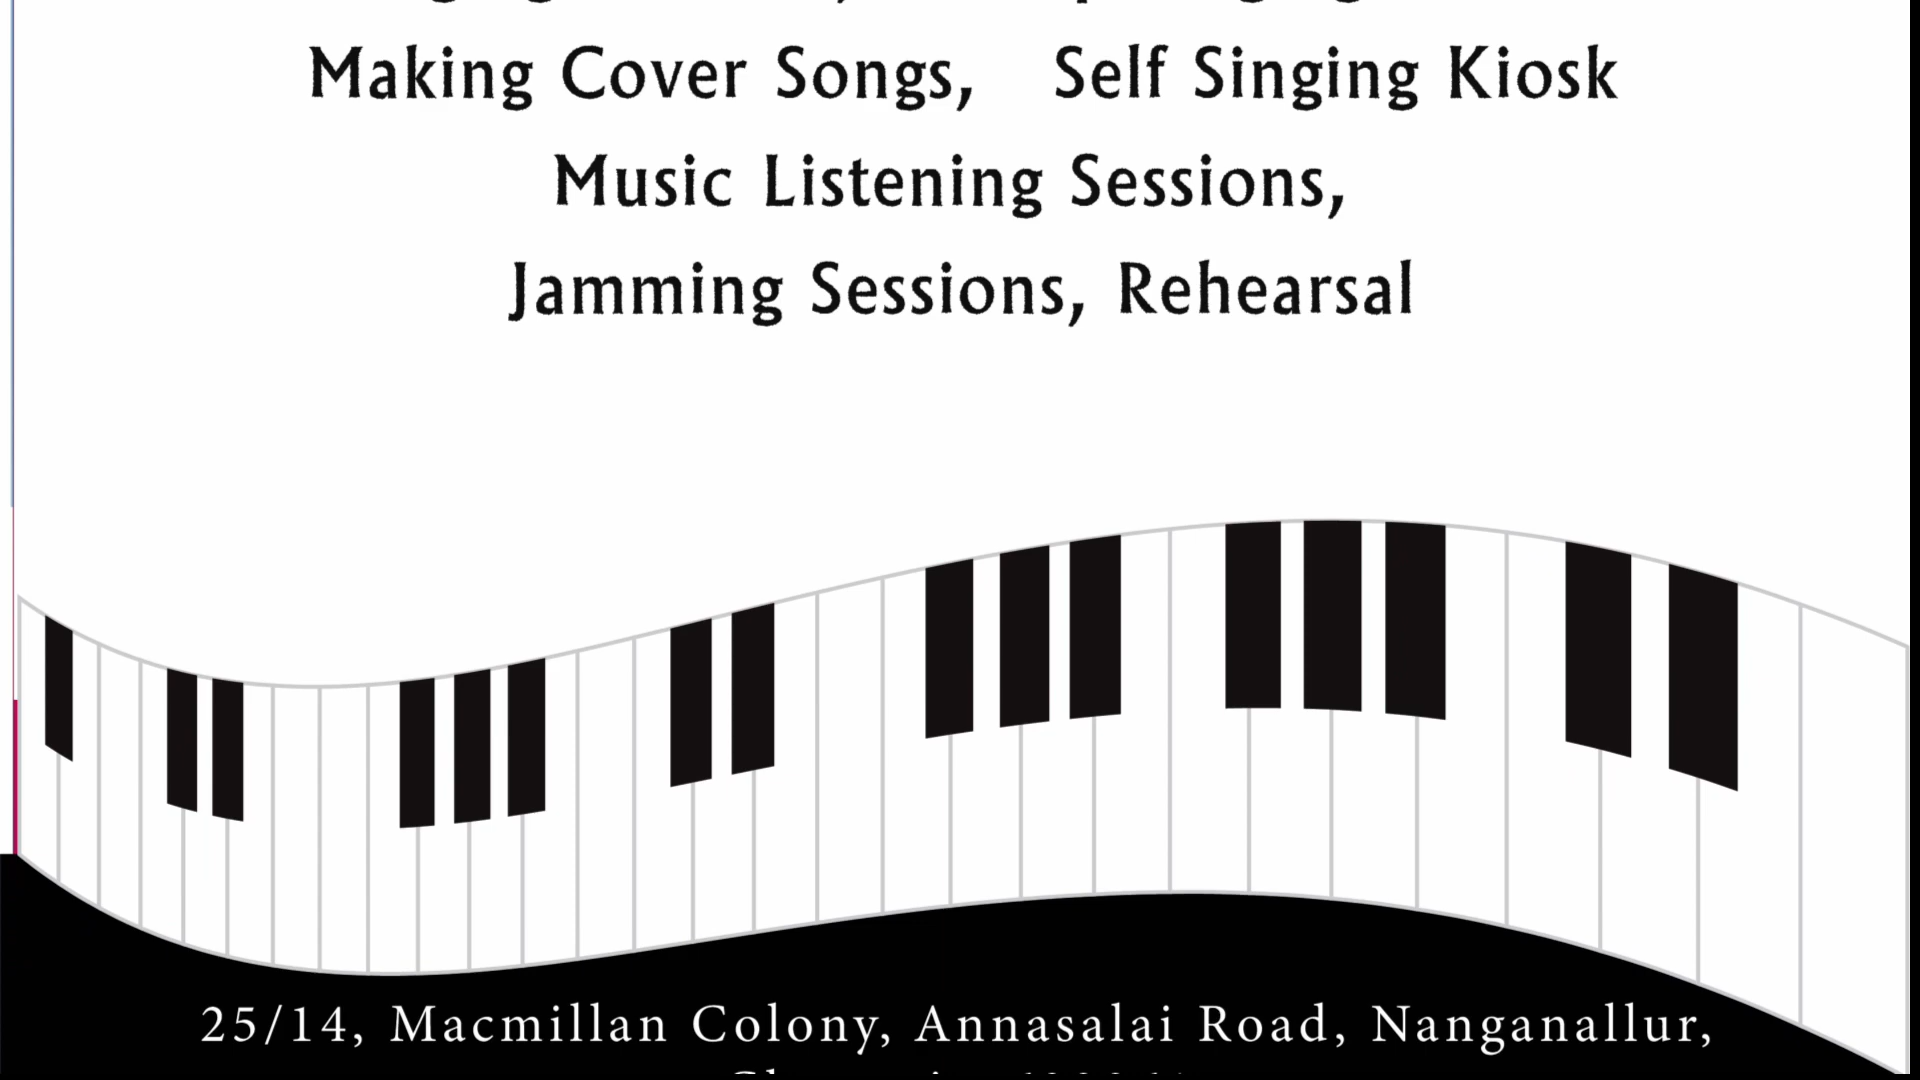 Making Cover Songs, Self Singing Kiosk
Music Listening Sessions,
Jamming Sessions, Rehearsal
25/14, Macmillan Colony, Annasalai Road, Nanganallur,